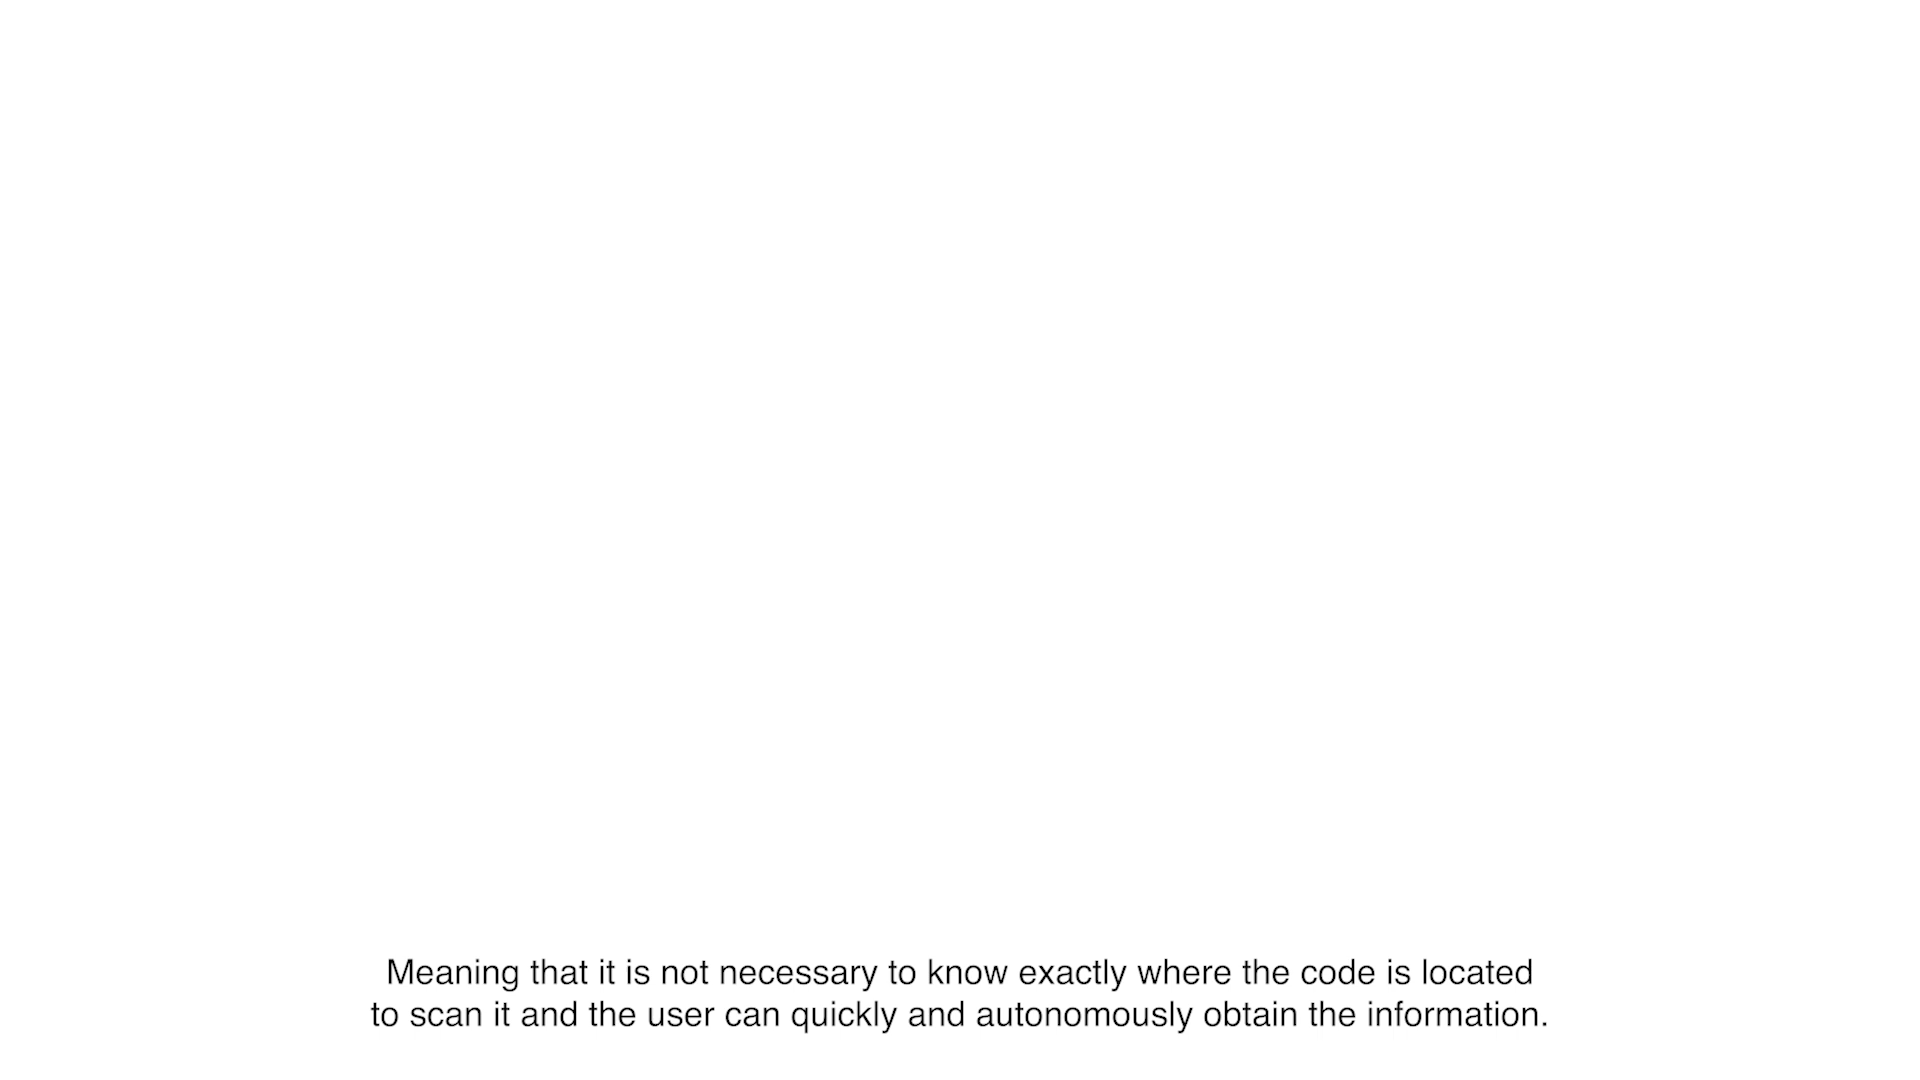 Meaning that it is not necessary to know exactly where the code is located
to scan it and the user can quickly and autonomously obtain the information.